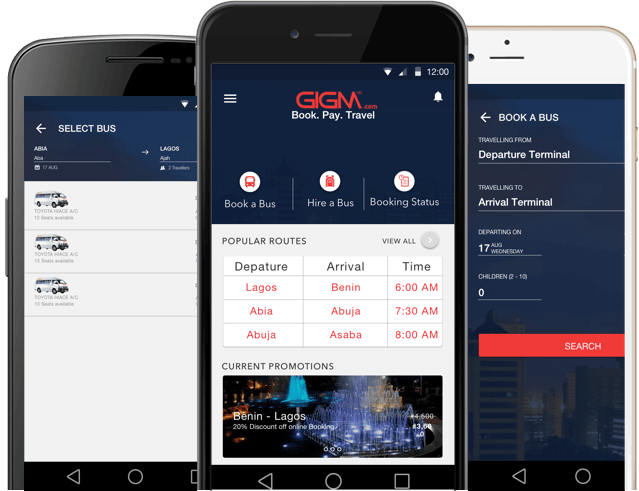 SELECT BUS
ABIA
LAGOS
Aba
Ajah
17 AUG
2 Travellers
TOYOTA HIACE A/C
13 Seats available
TOYOTA HIACE A/C
13 Seats available
TOYOTA HIACE A/C
13 Seats available
12:00
GIGM.com
Book. Pay. Travel
Book a Bus
Hire a Bus
Booking Status
POPULAR ROUTES
VIEW ALL
Depature Arrival Time
Lagos Benin 6:00 AM
Abia Abuja 7:30 AM
Abuja Asaba 8:00 AM
CURRENT PROMOTIONS
Benin - Lagos
20% Discount off online Booking
₦4,500
₦3,60
0
BOOK A BUS
TRAVELLING FROM
Departure Terminal
TRAVELLING TO
Arrival Terminal
DEPARTING ON
17 AUG
WEDNESDAY
CHILDREN (2 - 10)
0
SEARCH